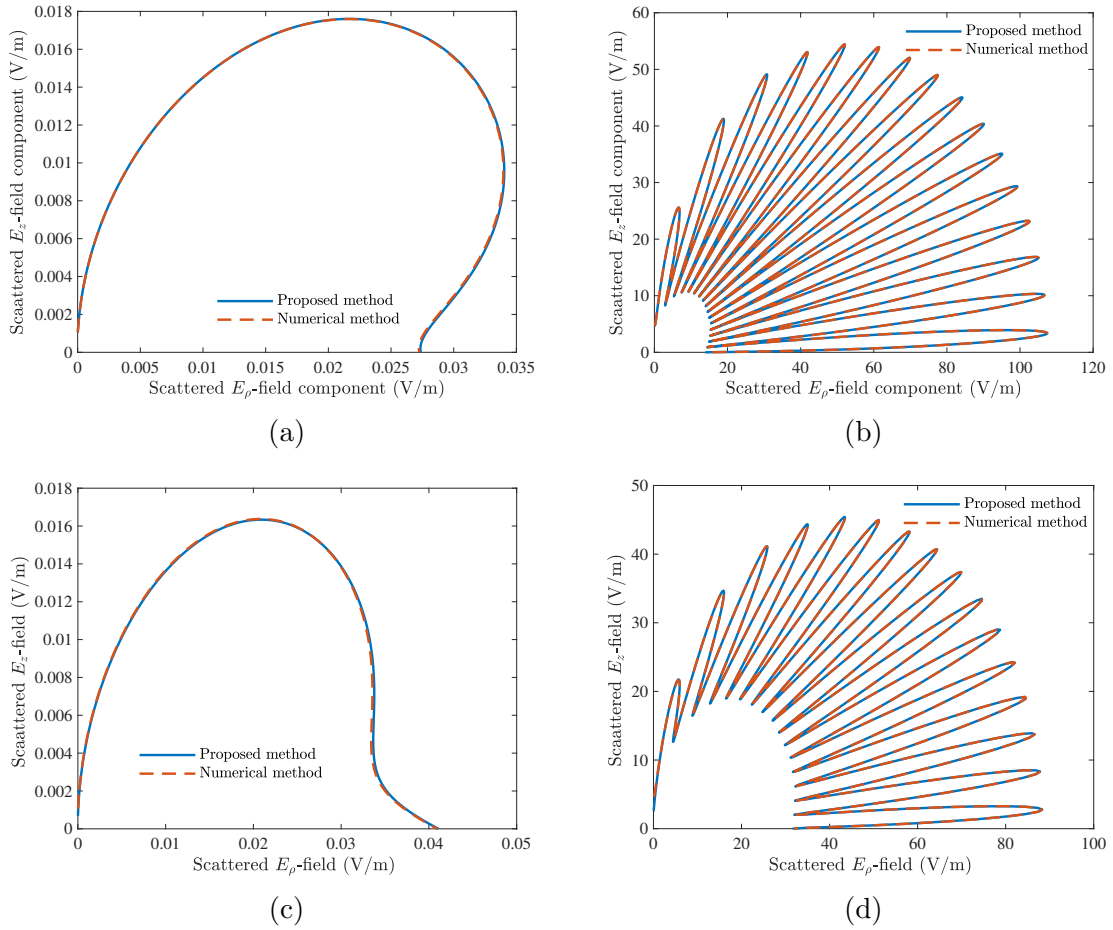 Scaattered E_z-field component (V/m)
0.018
0.016
0.014
0.012
0.01
0.008
0.006
0.004
0.002
0
Proposed method
Numerical method
0 0.005 0.01 0.015 0.02 0.025 0.03 0.035
Scattered E_ρ-field component (V/m)
(a)
Scaattered E_z-field component (V/m)
60
50
40
30
20
10
0
Proposed method
Numerical method
0 20 40 60 80 100 120
Scattered E_ρ-field component (V/m)
(b)
Scaattered E_z-field (V/m)
0.018
0.016
0.014
0.012
0.01
0.008
0.006
0.004
0.002
0
Proposed method
Numerical method
0 0.01 0.02 0.03 0.04 0.05
Scattered E_ρ-field (V/m)
(c)
Scaattered E_z-field (V/m)
50
40
30
20
10
0
Proposed method
Numerical method
0 20 40 60 80 100
Scattered E_ρ-field (V/m)
(d)